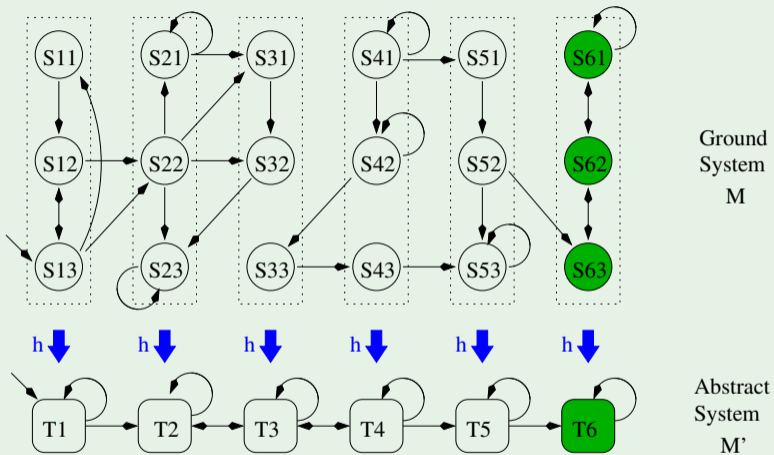 S11 S21 S31 S41 S51 S61
S12 S22 S32 S42 S52 S62
S13 S23 S33 S43 S53 S63
Ground
System
M
h h h h h h
T1 T2 T3 T4 T5 T6
Abstract
System
M'